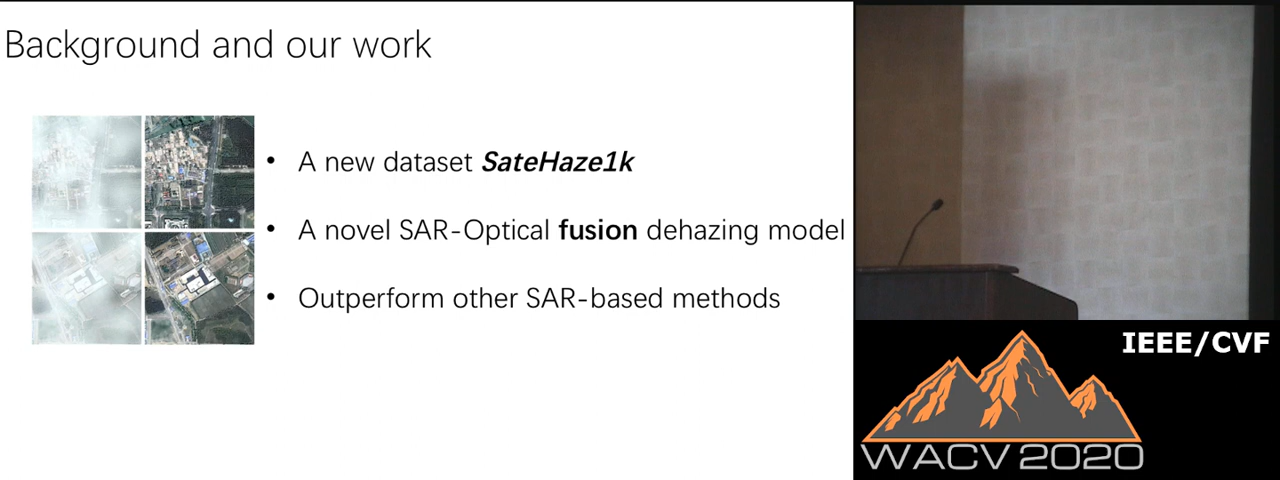 Background and our work
• A new dataset SateHaze1k
• A novel SAR-Optical fusion dehazing model
• Outperform other SAR-based methods
IEEE/CVF
WACV 2020